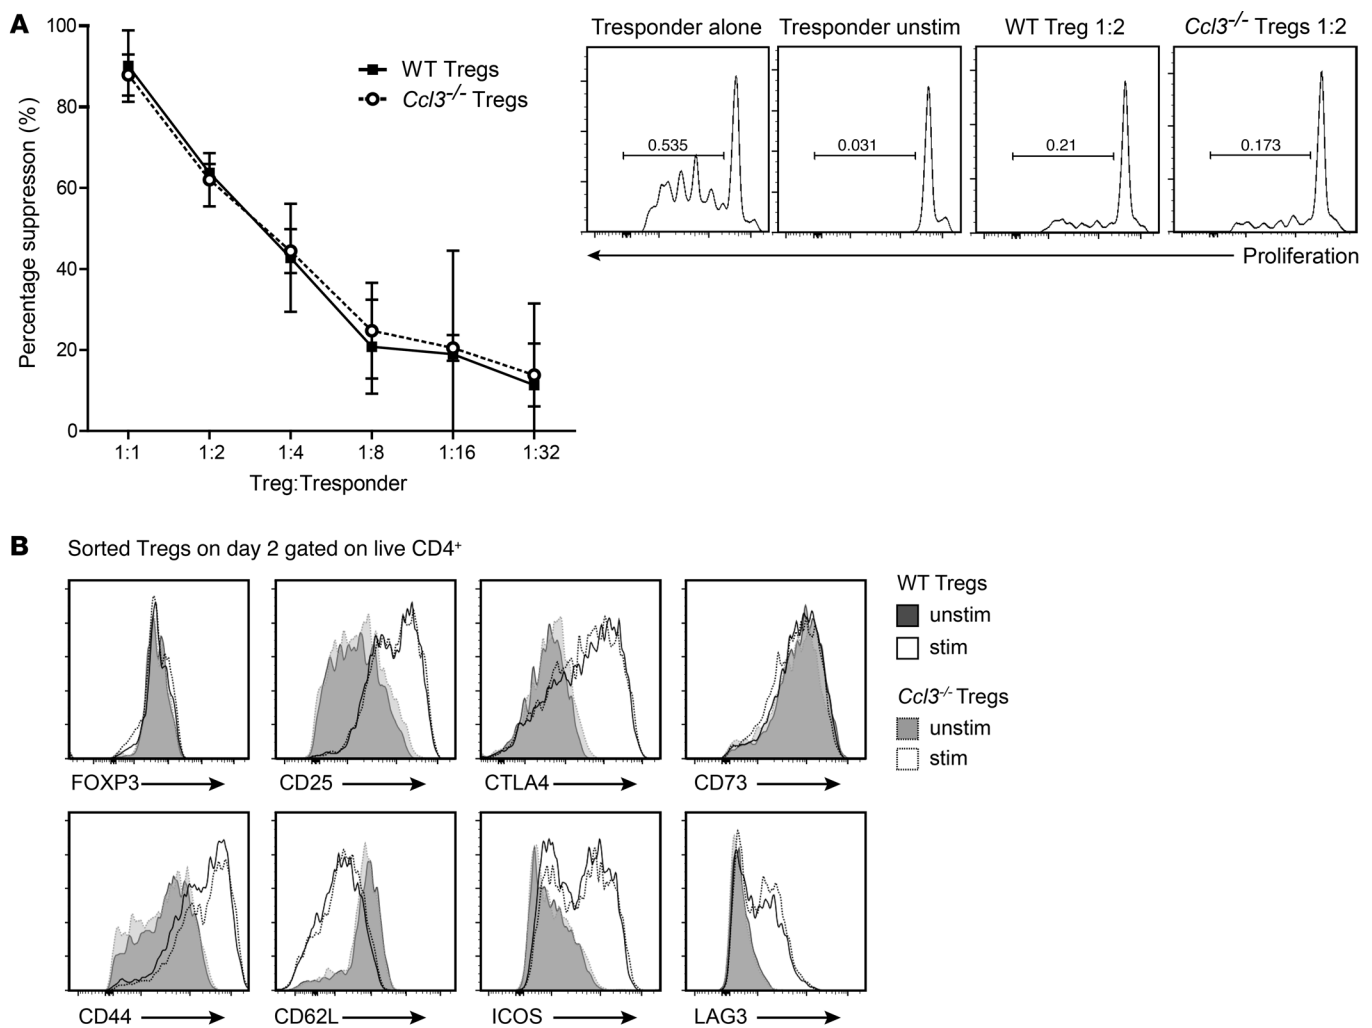 A
100
80
60
40
20
0
Percentage suppresson (%)
1:1 1:2 1:4 1:8 1:16 1:32
Treg:Tresponder
WT Tregs
Ccl3-/- Tregs
Tresponder alone Tresponder unstim WT Treg 1:2 Ccl3-/- Tregs 1:2
0.535 0.031 0.21 0.173
Proliferation
B
Sorted Tregs on day 2 gated on live CD4+
FOXP3 CD25 CTLA4 CD73
CD44 CD62L ICOS LAG3
WT Tregs
unstim
stim
Ccl3-/- Tregs
unstim
stim